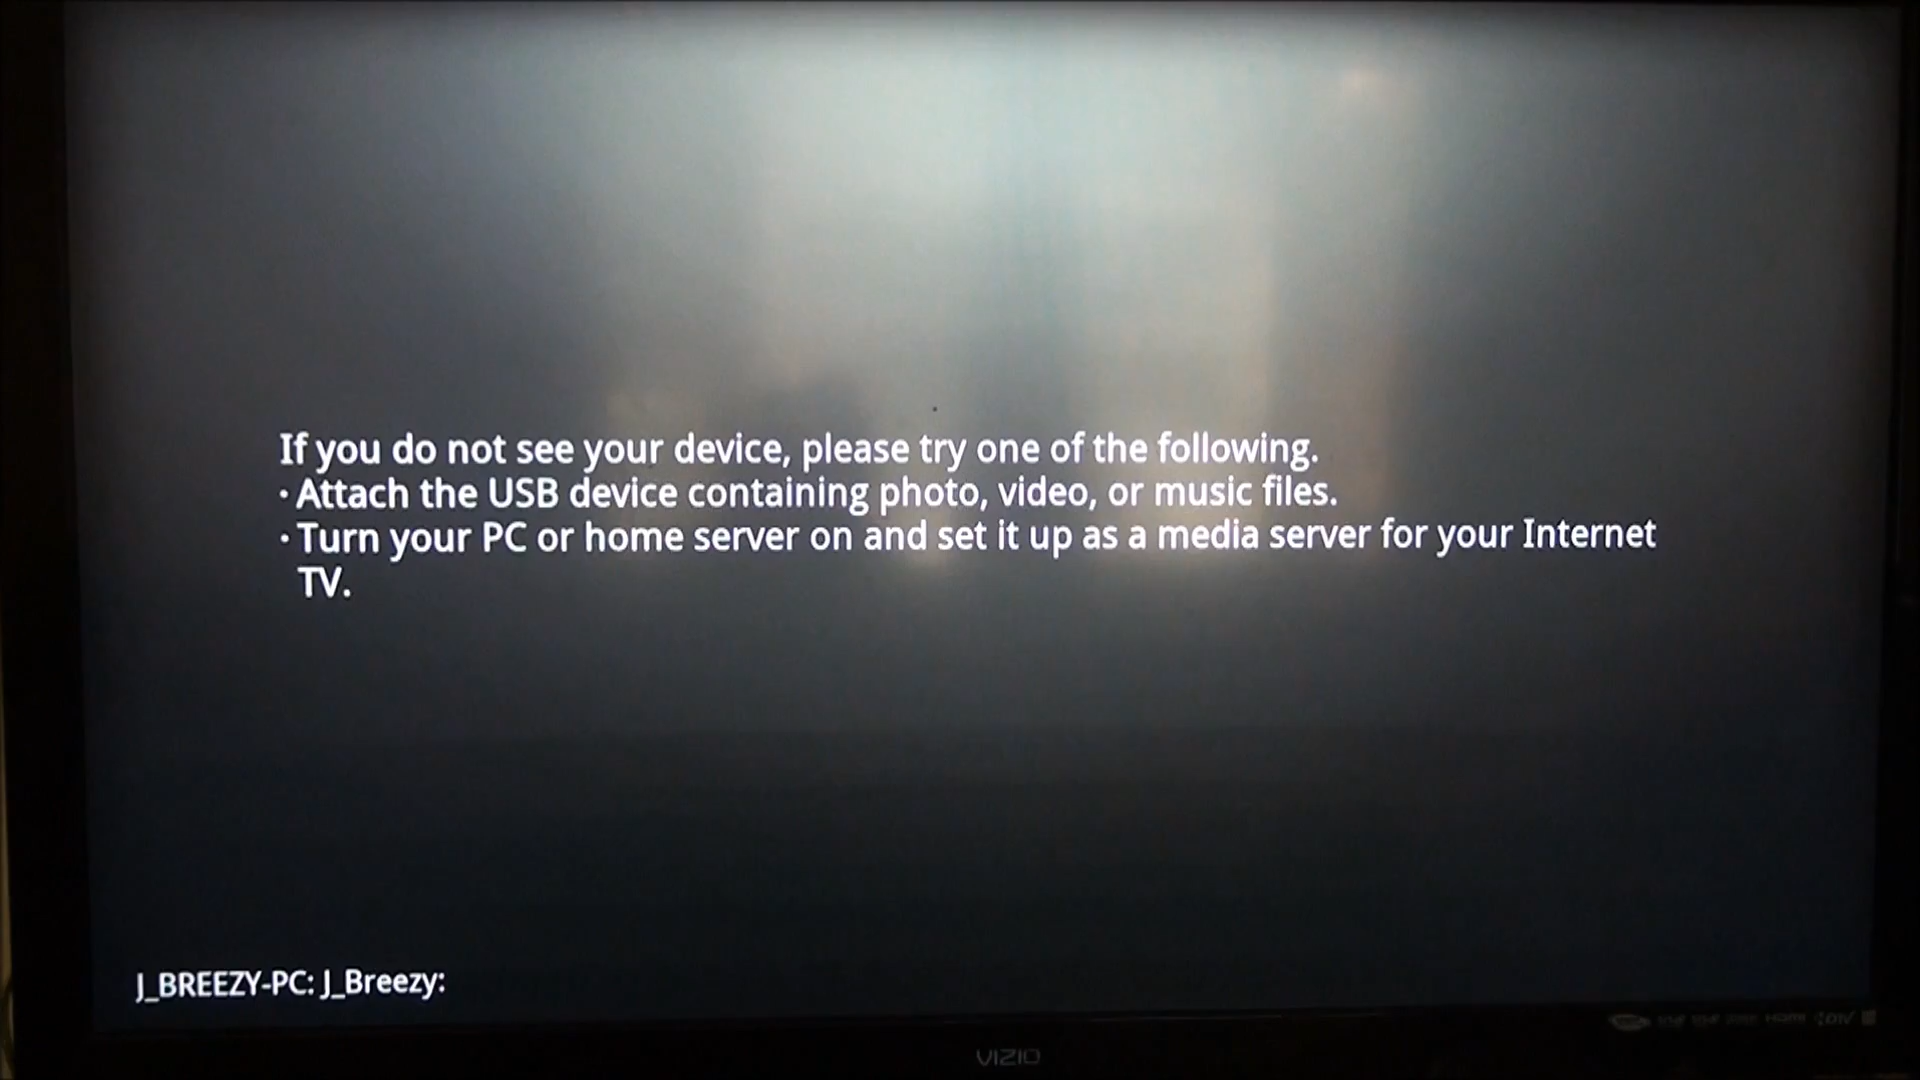 If you do not see your device, please try one of the following.
· Attach the USB device containing photo, video, or music files.
· Turn your PC or home server on and set it up as a media server for your Internet
TV.
J_BREEZY-PC: J_Breezy:
HDMI
VIZIO